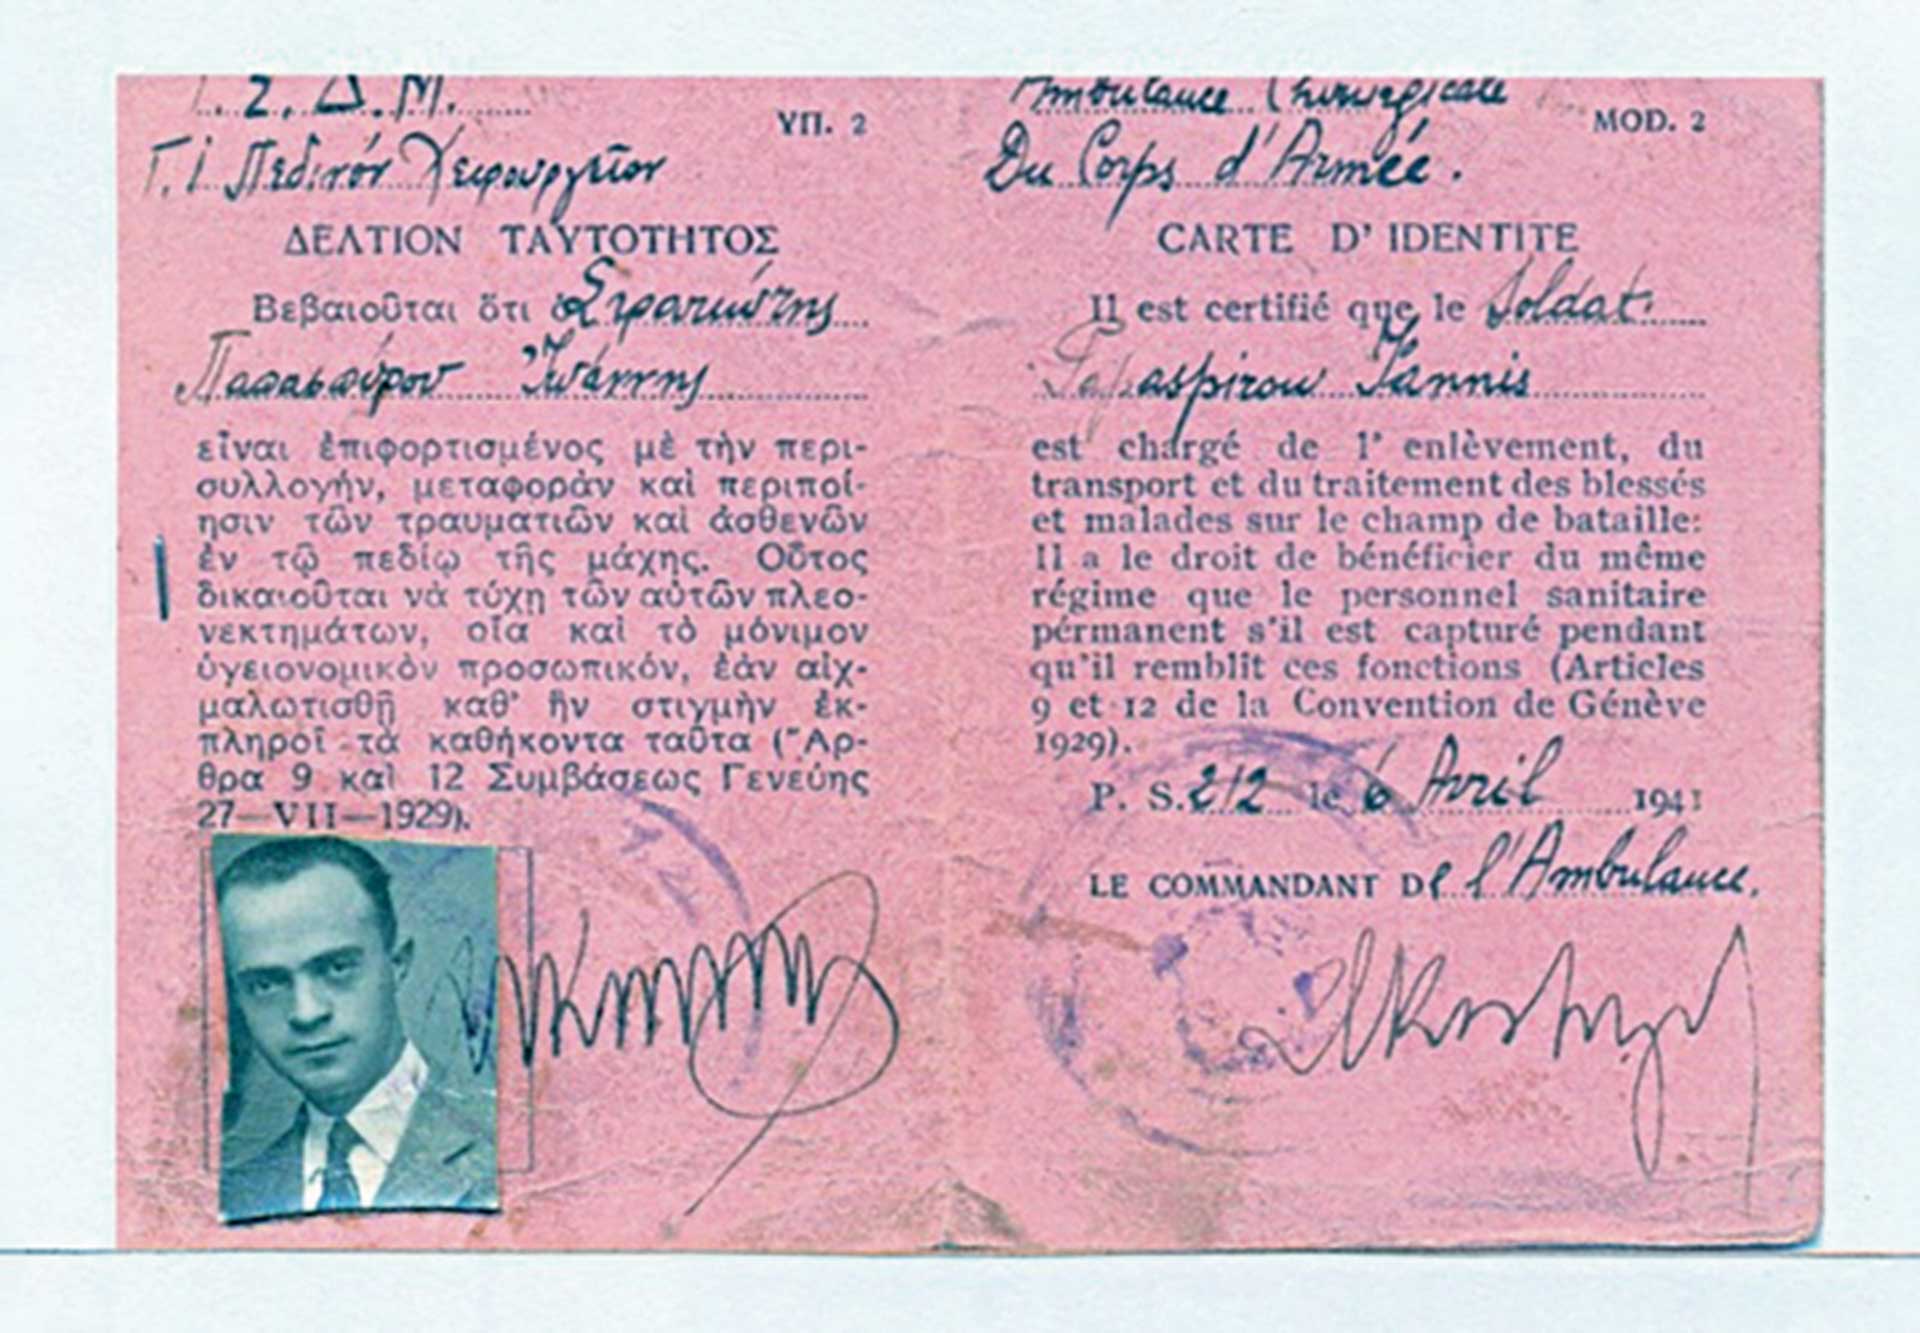 Σ. Δ. Μ.
ΥΠ. 2
Πεδινόν Χειρουργεῖον
ΔΕΛΤΙΟΝ ΤΑΥΤΟΤΗΤΟΣ
Βεβαιοῦται ὅτι ὁ Στρατιώτης
Παπασπύρου Ἰωάννης
εἶναι ἐπιφορτισμένος μὲ τὴν περι-
συλλογήν, μεταφορὰν καὶ περιποί-
ησιν τῶν τραυματιῶν καὶ ἀσθενῶν
ἐν τῷ πεδίῳ τῆς μάχης. Οὗτος
δικαιοῦται νὰ τύχῃ τῶν αὐτῶν πλεο-
νεκτημάτων, οἷα καὶ τὸ μόνιμον
ὑγειονομικὸν προσωπικόν, ἐὰν αἰχ-
μαλωτισθῇ καθ' ἣν στιγμὴν ἐκ-
πληροῖ τὰ καθήκοντα ταῦτα (Ἄρ-
θρα 9 καὶ 12 Συμβάσεως Γενεύης
27—VII—1929).
Ambulance Chirurgicale
MOD. 2
Du Corps d'Armée.
CARTE D' IDENTITE
Il est certifié que le Soldat
Papaspirou Iannis
est chargé de l' enlèvement, du
transport et du traitement des blessés
et malades sur le champ de bataille:
Il a le droit de bénéficier du même
régime que le personnel sanitaire
pérmanent s'il est capturé pendant
qu'il remblît ces fonctions (Articles
9 et 12 de la Convention de Génève
1929).
P. S. 212 le 6 Avril 1941
LE COMMANDANT De l'Ambulance.